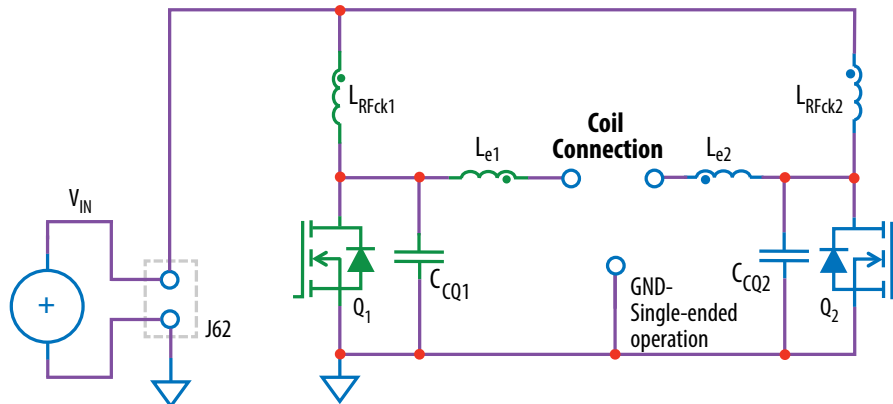 L_RFck1
L_RFck2
Coil
Connection
L_e1
L_e2
V_IN
+
C_CQ1
C_CQ2
Q_1
Q_2
GND-
Single-ended
operation
J62